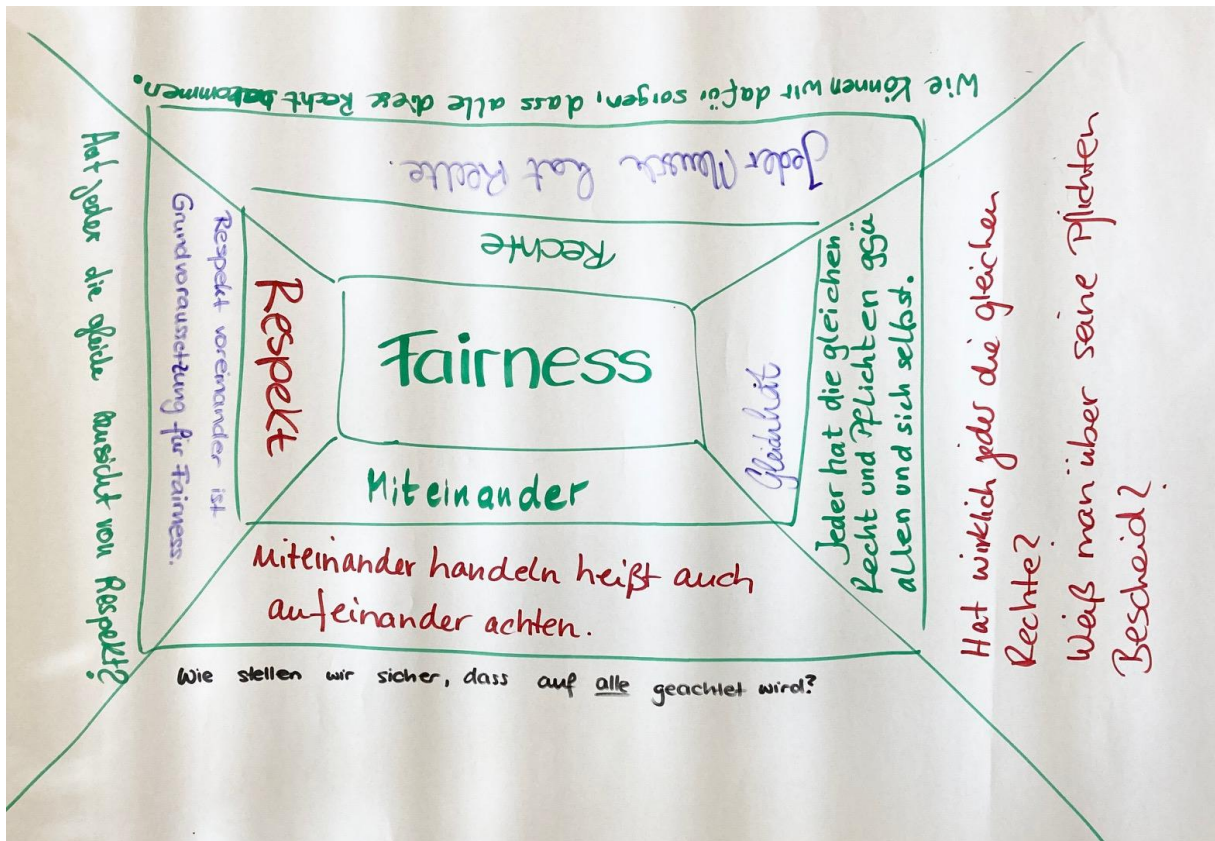 Fairness
Rechte
Jeder Mensch hat Rechte.
Wie können wir dafür sorgen, dass alle diese Recht bekommen.
Gleichheit
Jeder hat die gleichen
Recht und Pflichten ggü
allen und sich selbst.
Hat wirklich jeder die gleichen
Rechte?
Weiß man über seine Pflichten
Bescheid?
Miteinander
Miteinander handeln heißt auch
aufeinander achten.
Wie stellen wir sicher, dass auf alle geachtet wird?
Respekt
Respekt voreinander ist
Grundvoraussetzung für Fairness.
Hat jeder die gleiche Ansicht von Respekt?